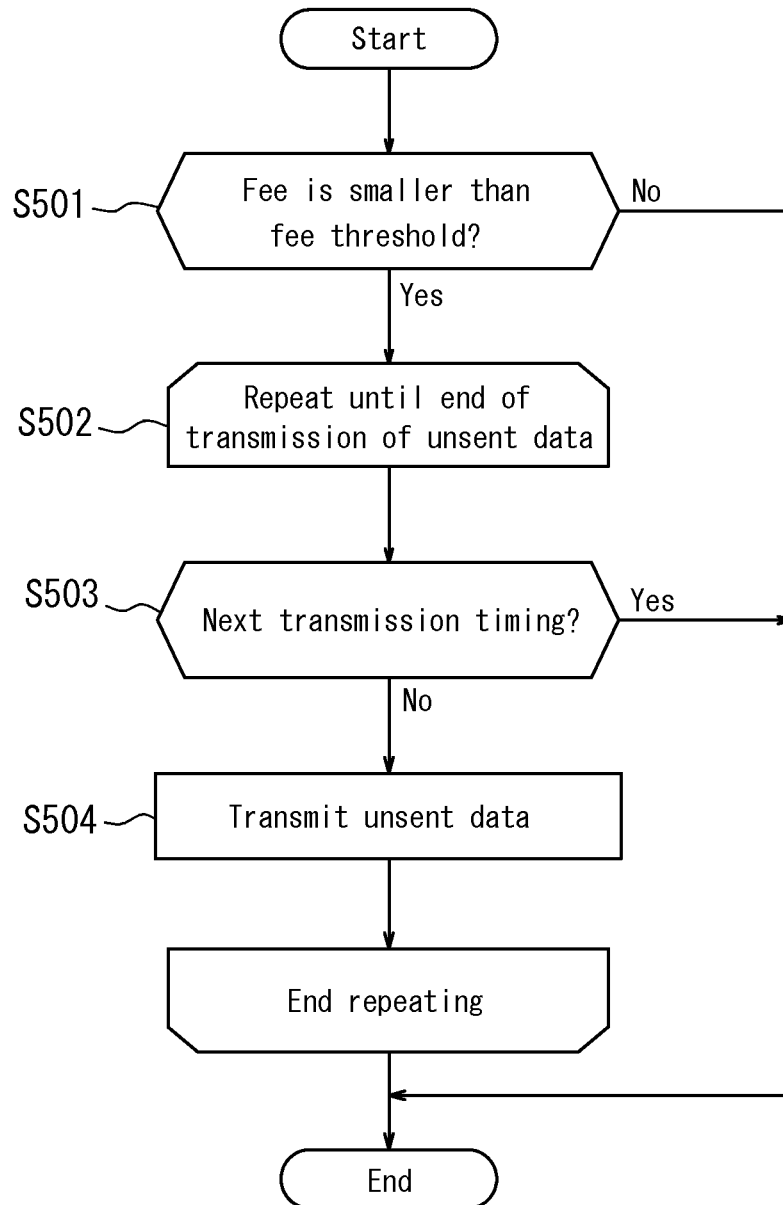 Start
S501
Fee is smaller than
fee threshold?
No
Yes
S502
Repeat until end of
transmission of unsent data
S503
Next transmission timing?
Yes
No
S504
Transmit unsent data
End repeating
End